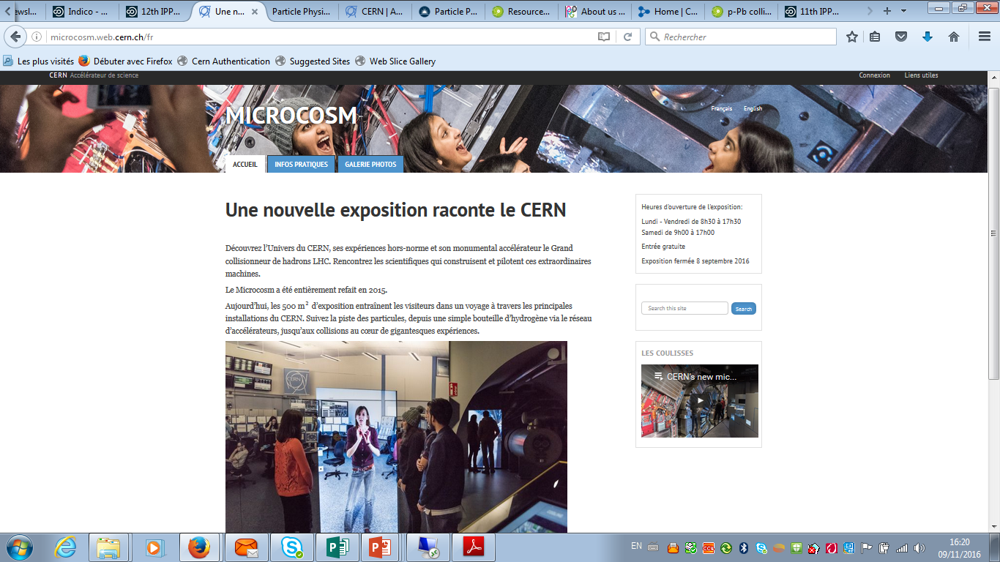 ewsl...
Indico - ...
12th IPP...
Une n...
Particle Physi...
CERN | A...
Particle P...
Resource...
About us ...
Home | C...
p-Pb colli...
11th IPP...
microcosm.web.cern.ch/fr
Rechercher
Les plus visités
Débuter avec Firefox
Cern Authentication
Suggested Sites
Web Slice Gallery
CERN Accélérateur de science
Connexion
Liens utiles
MICROCOSM
Français
English
ACCUEIL
INFOS PRATIQUES
GALERIE PHOTOS
Une nouvelle exposition raconte le CERN
Découvrez l'Univers du CERN, ses expériences hors-norme et son monumental accélérateur le Grand
collisionneur de hadrons LHC. Rencontrez les scientifiques qui construisent et pilotent ces extraordinaires
machines.
Le Microcosm a été entièrement refait en 2015.
Aujourd'hui, les 500 m² d'exposition entraînent les visiteurs dans un voyage à travers les principales
installations du CERN. Suivez la piste des particules, depuis une simple bouteille d'hydrogène via le réseau
d'accélérateurs, jusqu'aux collisions au cœur de gigantesques expériences.
CERN
Heures d'ouverture de l'exposition:
Lundi - Vendredi de 8h30 à 17h30
Samedi de 9h00 à 17h00
Entrée gratuite
Exposition fermée 8 septembre 2016
Search this site
Search
LES COULISSES
CERN's new mic...
EN
16:20
09/11/2016